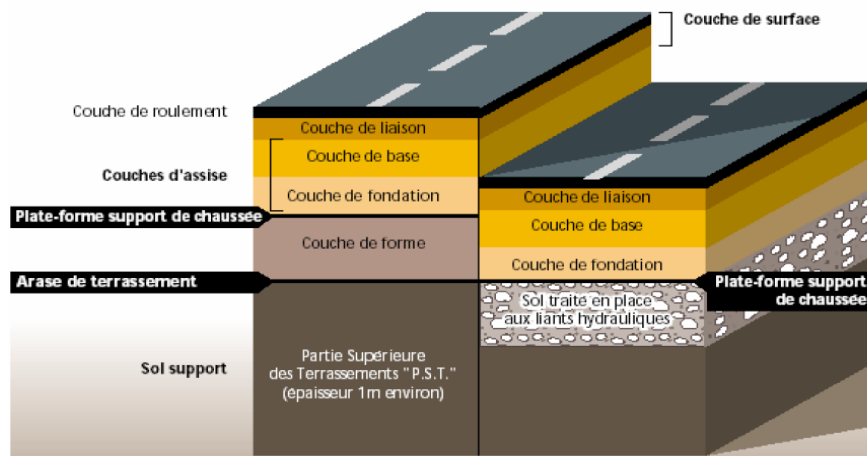 Couche de surface
Couche de roulement
Couche de liaison
Couche de base
Couches d'assise
Couche de fondation
Plate-forme support de chaussée
Couche de forme
Arase de terrassement
Sol support
Partie Supérieure
des Terrassements "P.S.T."
(épaisseur 1m environ)
Couche de liaison
Couche de base
Couche de fondation
Plate-forme support
de chaussée
Sol traité en place
aux liants hydrauliques